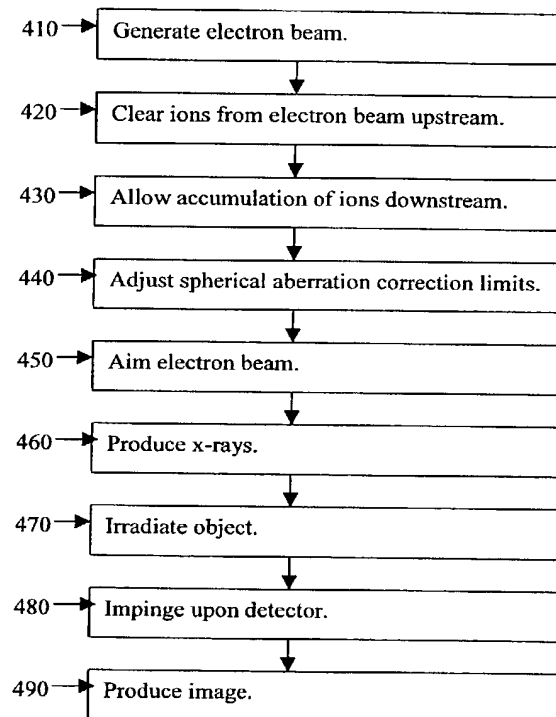 410 Generate electron beam.
420 Clear ions from electron beam upstream.
430 Allow accumulation of ions downstream.
440 Adjust spherical aberration correction limits.
450 Aim electron beam.
460 Produce x-rays.
470 Irradiate object.
480 Impinge upon detector.
490 Produce image.